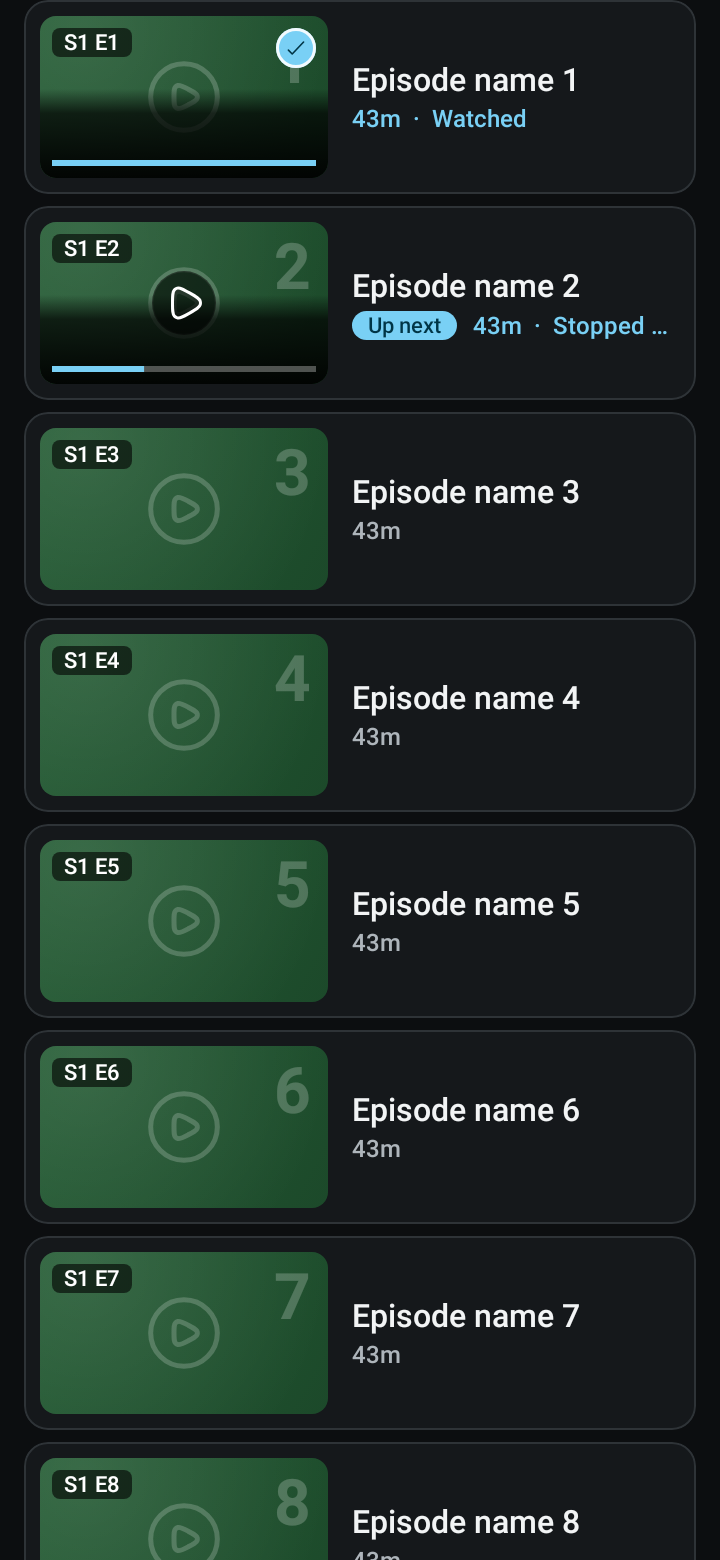 S1 E1
Episode name 1
43m · Watched
S1 E2
2
Episode name 2
Up next 43m · Stopped ...
S1 E3
3
Episode name 3
43m
S1 E4
4
Episode name 4
43m
S1 E5
5
Episode name 5
43m
S1 E6
6
Episode name 6
43m
S1 E7
7
Episode name 7
43m
S1 E8
8
Episode name 8